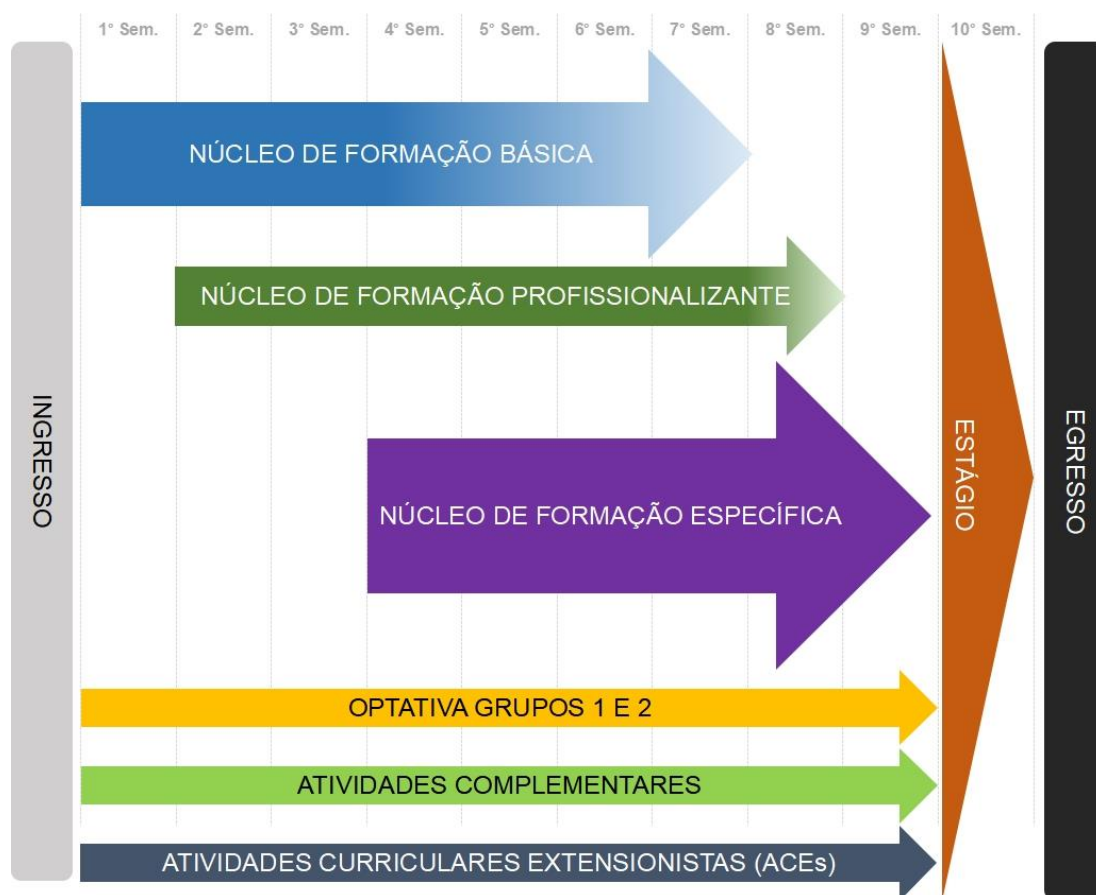 1° Sem. 2° Sem. 3° Sem. 4° Sem. 5° Sem. 6° Sem. 7° Sem. 8° Sem. 9° Sem. 10° Sem.
INGRESSO
NÚCLEO DE FORMAÇÃO BÁSICA
NÚCLEO DE FORMAÇÃO PROFISSIONALIZANTE
NÚCLEO DE FORMAÇÃO ESPECÍFICA
OPTATIVA GRUPOS 1 E 2
ATIVIDADES COMPLEMENTARES
ATIVIDADES CURRICULARES EXTENSIONISTAS (ACEs)
ESTÁGIO
EGRESSO